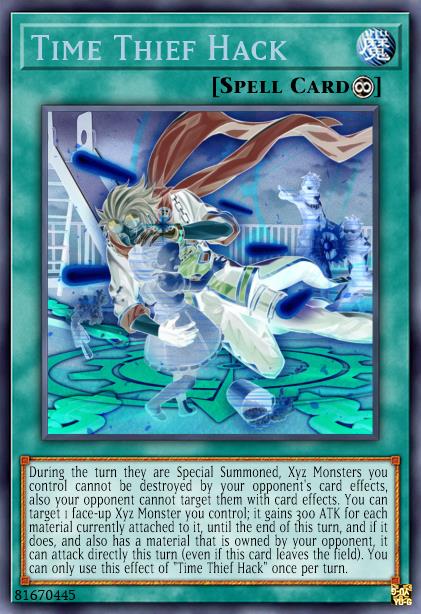 Time Thief Hack
魔
[Spell Card]
During the turn they are Special Summoned, Xyz Monsters you
control cannot be destroyed by your opponent's card effects,
also your opponent cannot target them with card effects. You can
target 1 face-up Xyz Monster you control; it gains 300 ATK for each
material currently attached to it, until the end of this turn, and if it
does, and also has a material that is owned by your opponent, it
can attack directly this turn (even if this card leaves the field). You
can only use this effect of "Time Thief Hack" once per turn.
81670445